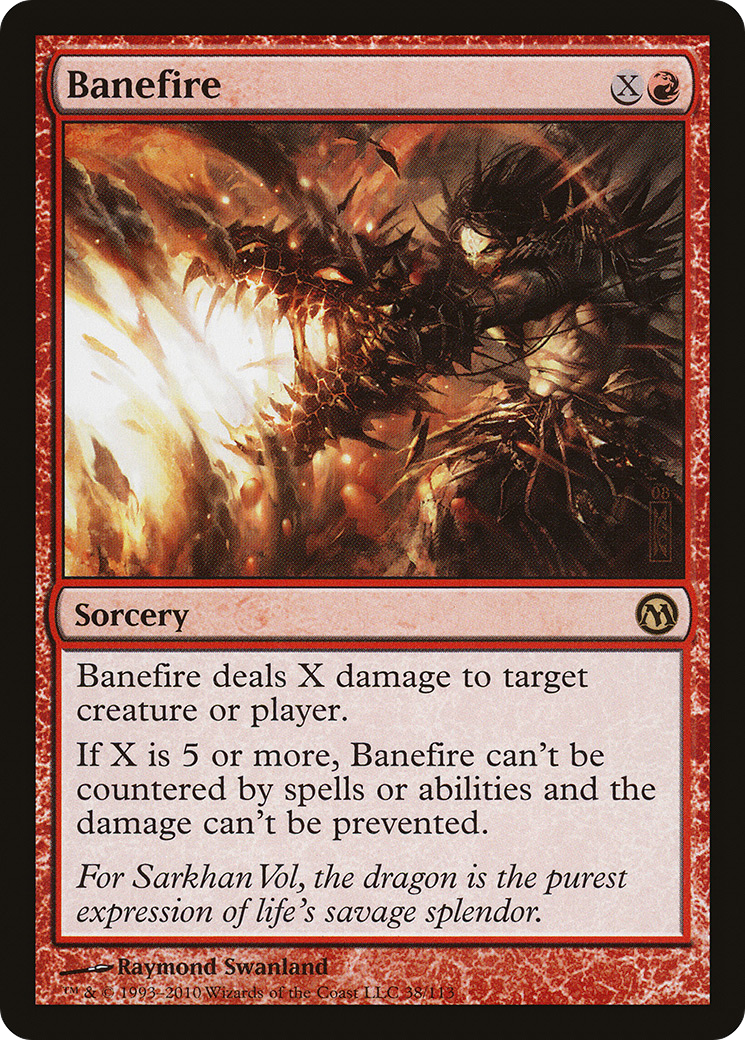 Banefire
X
Sorcery
M
Banefire deals X damage to target
creature or player.
If X is 5 or more, Banefire can't be
countered by spells or abilities and the
damage can't be prevented.
For Sarkhan Vol, the dragon is the purest
expression of life's savage splendor.
08
Raymond Swanland
™ & © 1993–2010 Wizards of the Coast LLC 38/113